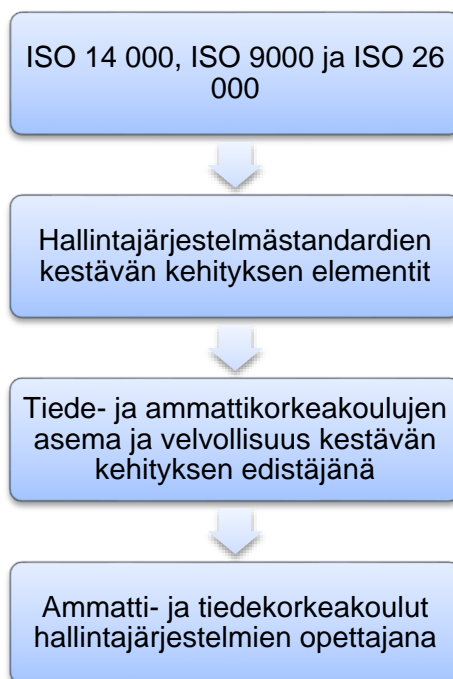 ISO 14 000, ISO 9000 ja ISO 26
000
Hallintajärjestelmästandardien
kestävän kehityksen elementit
Tiede- ja ammattikorkeakoulujen
asema ja velvollisuus kestävän
kehityksen edistäjänä
Ammatti- ja tiedekorkeakoulut
hallintajärjestelmien opettajana